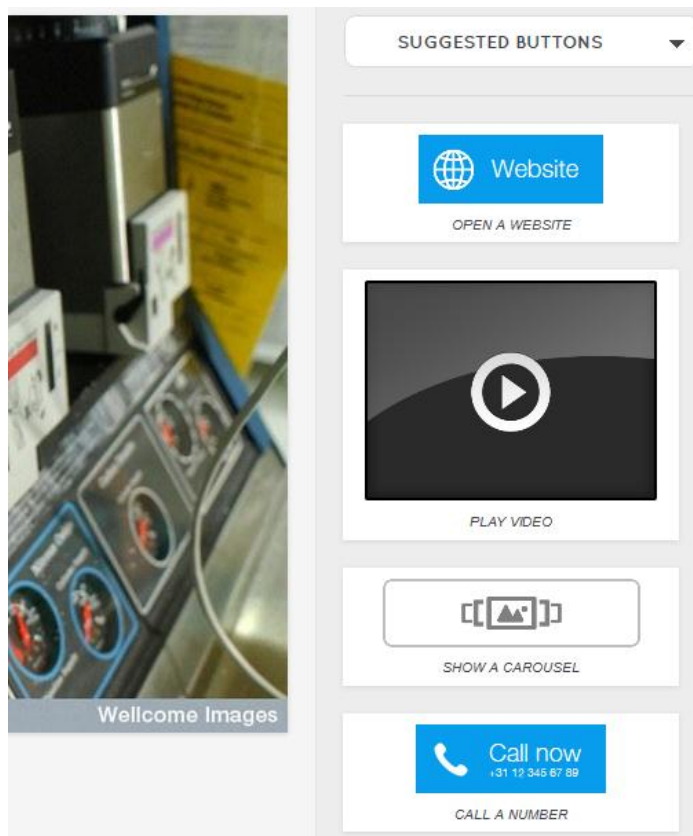 SUGGESTED BUTTONS
Website
OPEN A WEBSITE
PLAY VIDEO
SHOW A CAROUSEL
Wellcome Images
Call now
+31 12 345 67 89
CALL A NUMBER